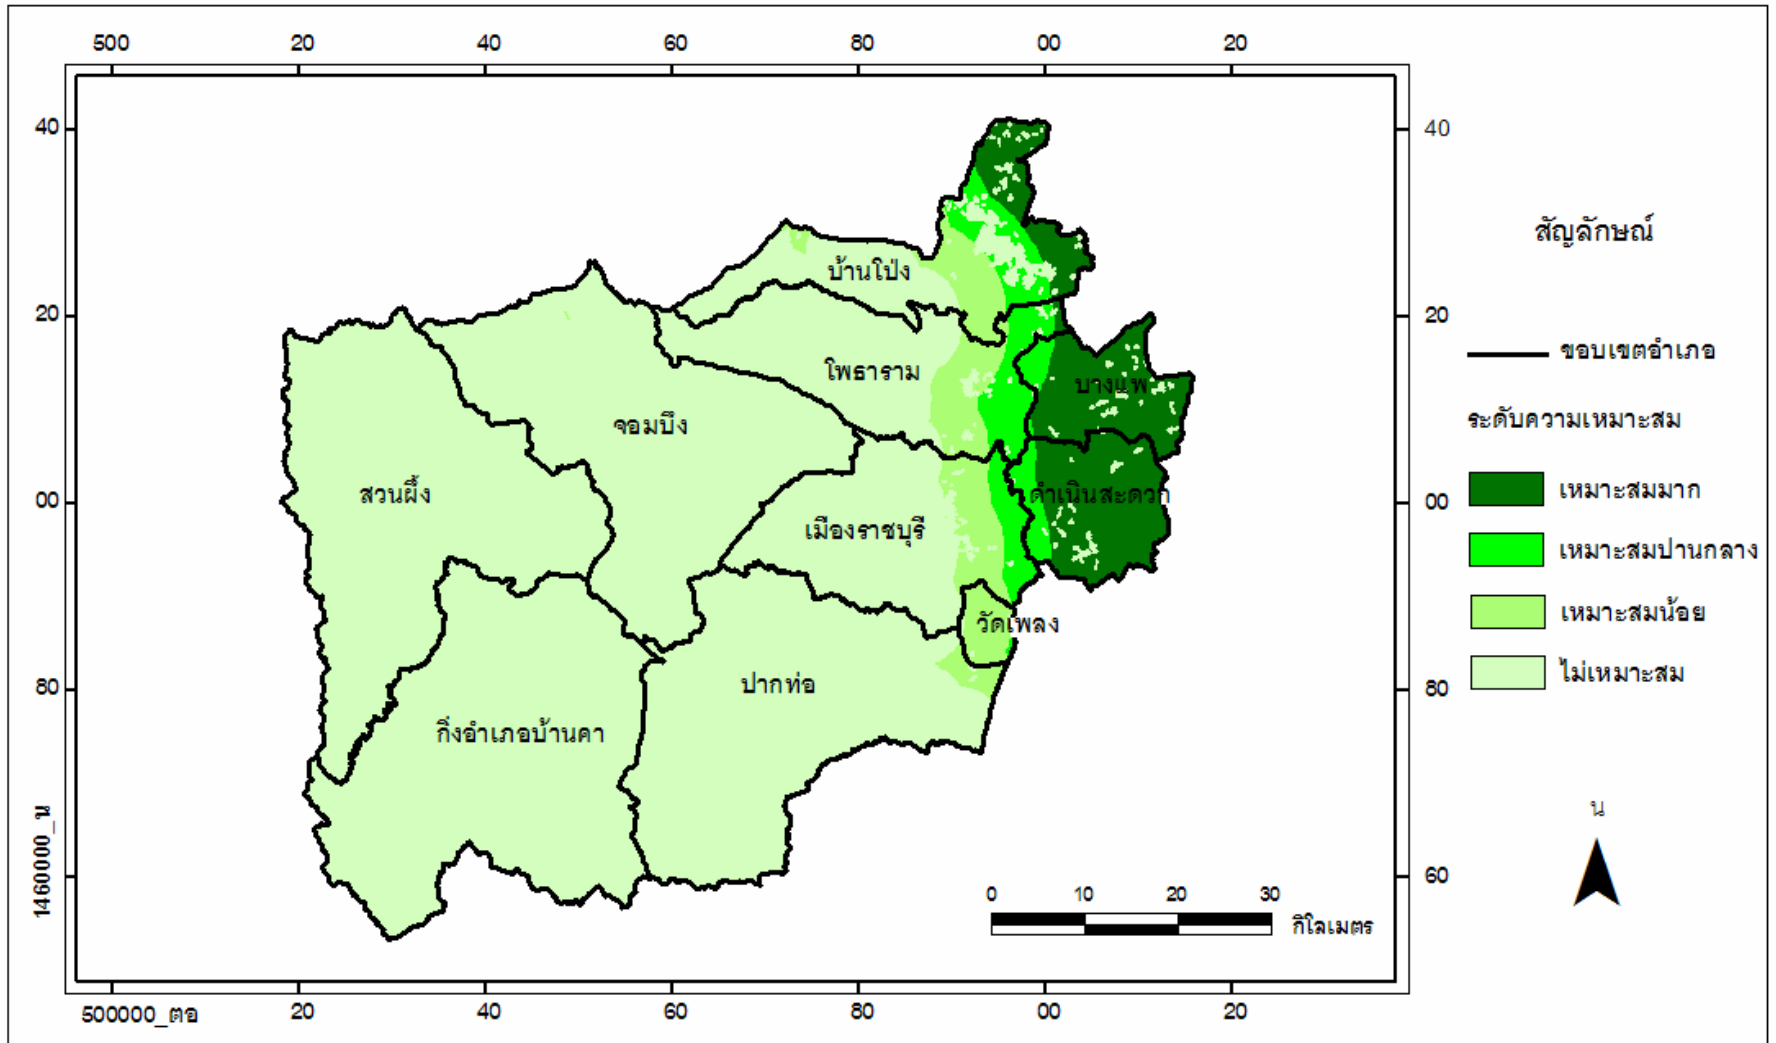 500 20 40 60 80 00 20
40 40
20 20
00 00
80 80
1460000_น 60
500000_ตอ 20 40 60 80 00 20
บ้านโป่ง
โพธาราม
บางแพ
จอมบึง
สวนผึ้ง
ดำเนินสะดวก
เมืองราชบุรี
วัดเพลง
ปากท่อ
กิ่งอำเภอบ้านคา
0 10 20 30
กิโลเมตร
สัญลักษณ์
ขอบเขตอำเภอ
ระดับความเหมาะสม
เหมาะสมมาก
เหมาะสมปานกลาง
เหมาะสมน้อย
ไม่เหมาะสม
น